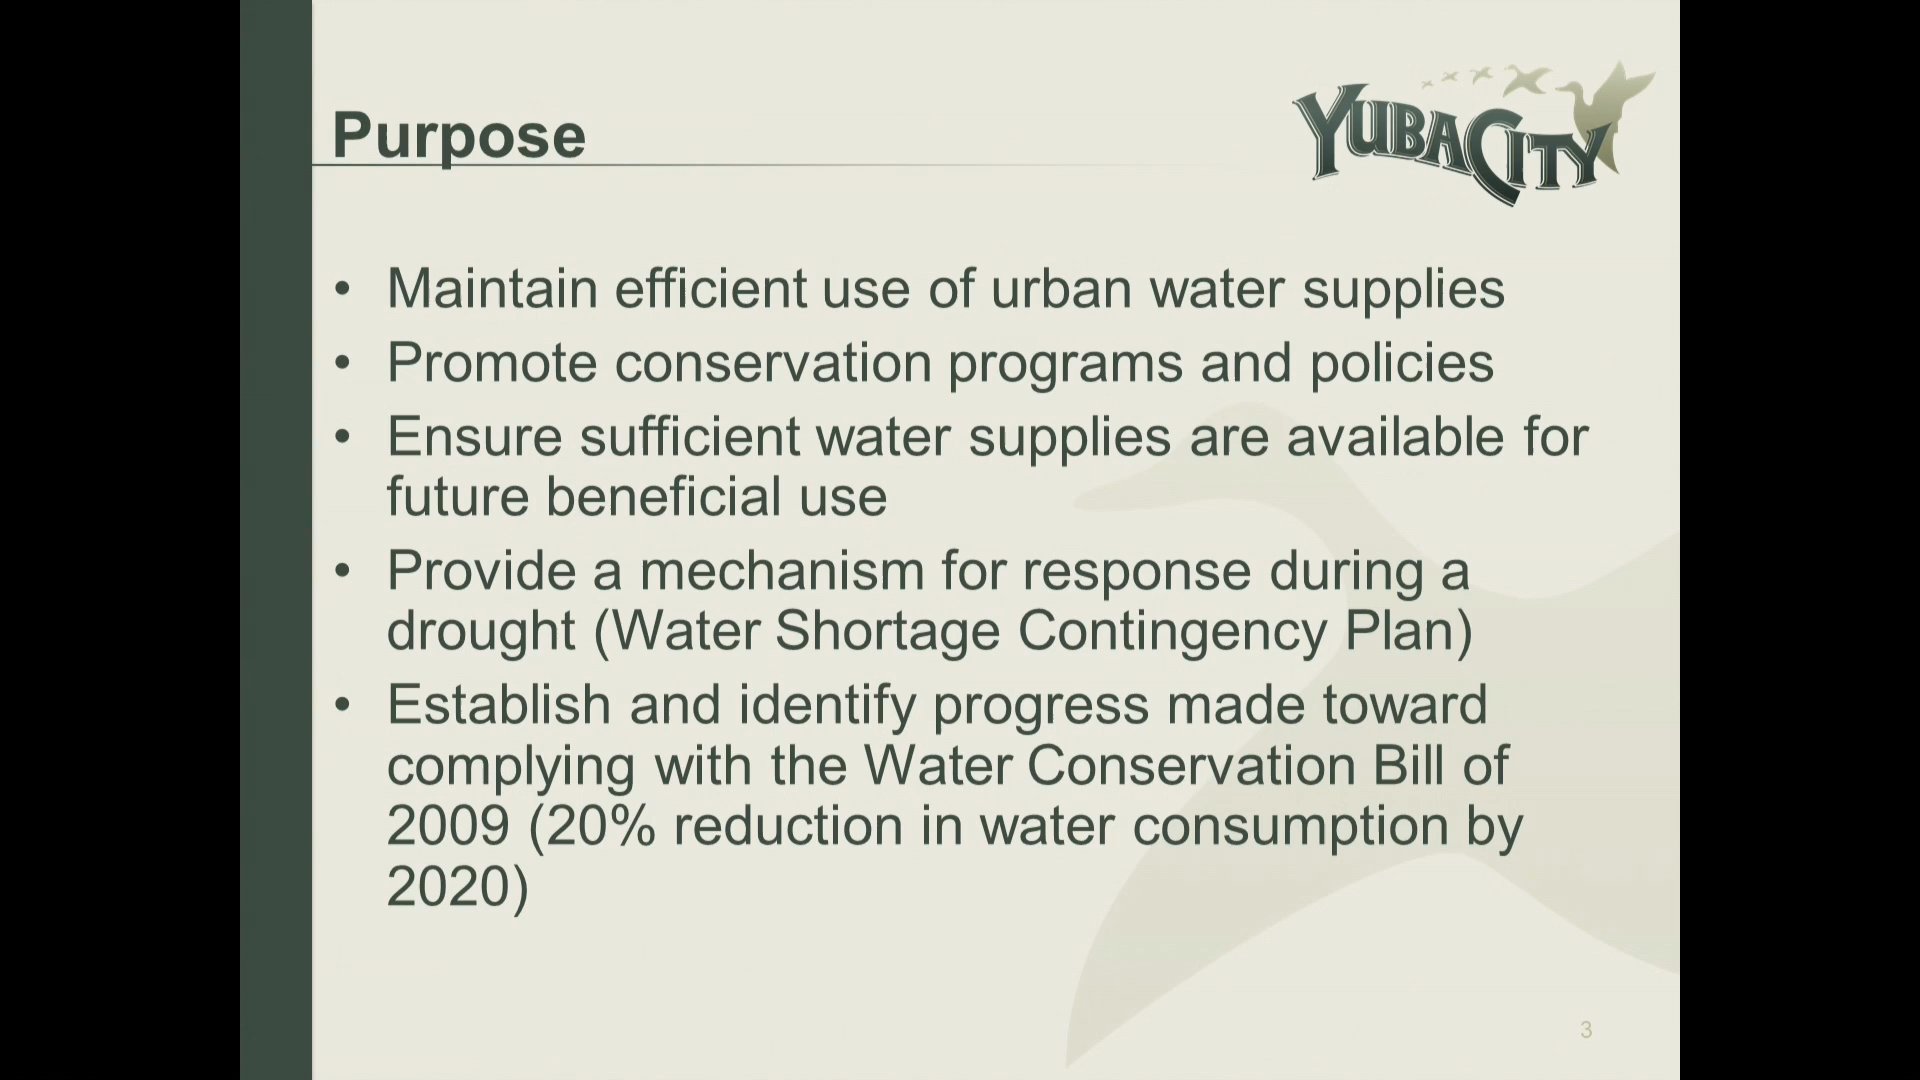 Purpose
YUBA CITY
• Maintain efficient use of urban water supplies
• Promote conservation programs and policies
• Ensure sufficient water supplies are available for
future beneficial use
• Provide a mechanism for response during a
drought (Water Shortage Contingency Plan)
• Establish and identify progress made toward
complying with the Water Conservation Bill of
2009 (20% reduction in water consumption by
2020)
3